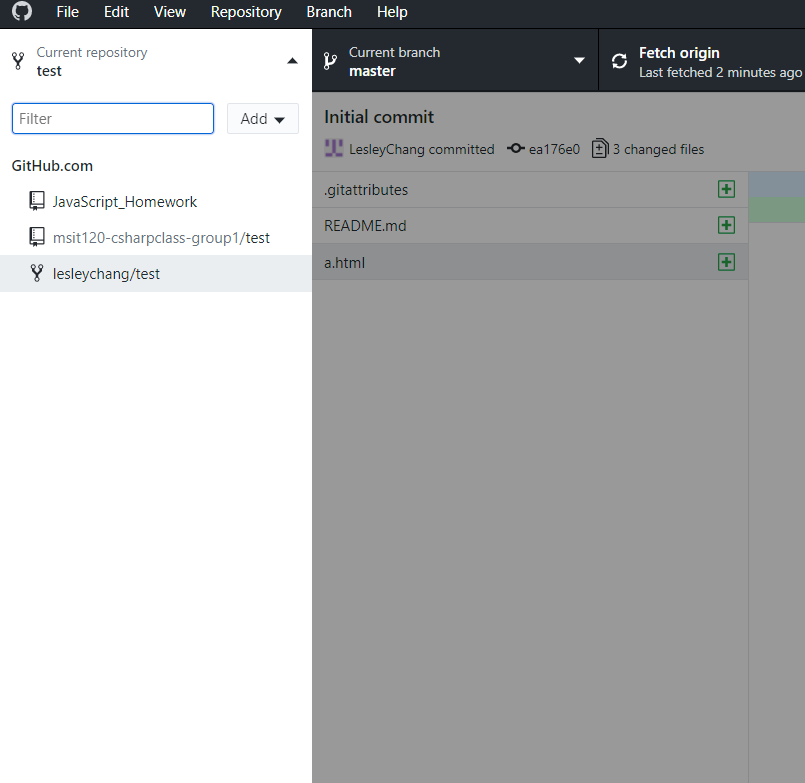 File Edit View Repository Branch Help
Current repository
test
Current branch
master
Fetch origin
Last fetched 2 minutes ago
Filter
Add
GitHub.com
JavaScript_Homework
msit120-csharpclass-group1/test
lesleychang/test
Initial commit
LesleyChang committed ea176e0 3 changed files
.gitattributes
README.md
a.html